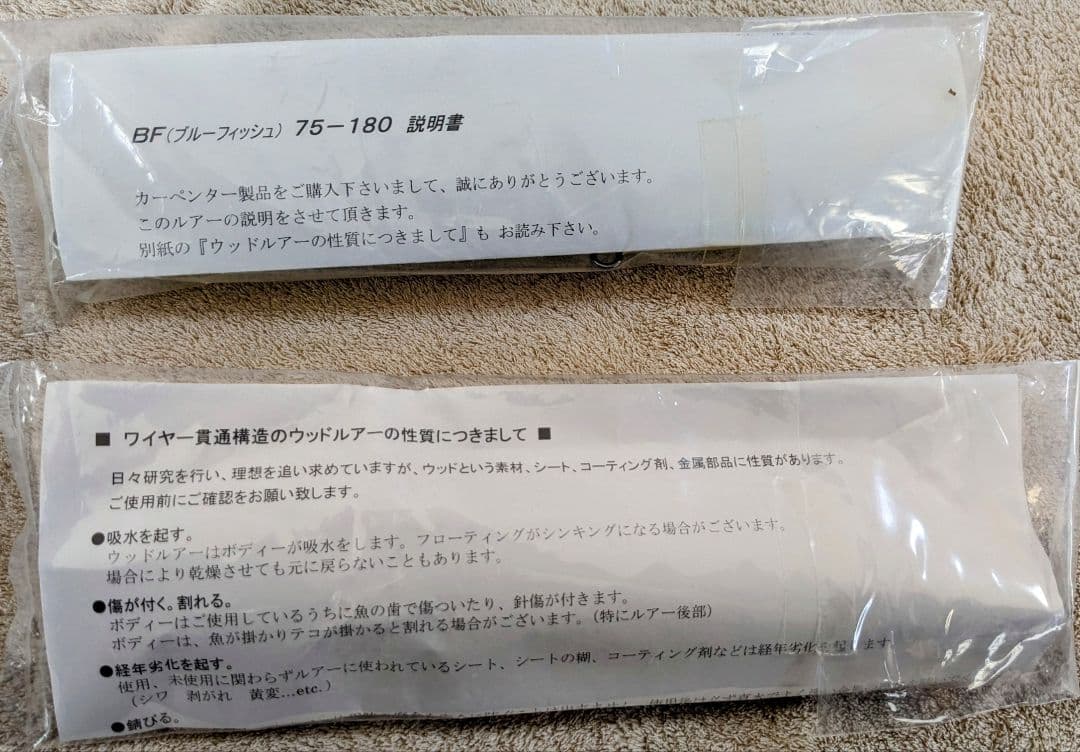 BF（ブルーフィッシュ） 75－180 説明書
カーペンター製品をご購入下さいまして、誠にありがとうございます。
このルアーの説明をさせて頂きます。
別紙の『ウッドルアーの性質につきまして』も お読み下さい。
■ ワイヤー貫通構造のウッドルアーの性質につきまして ■
日々研究を行い、理想を追い求めていますが、ウッドという素材、シート、コーティング剤、金属部品に性質があります。
ご使用前にご確認をお願い致します。
●吸水を起す。
ウッドルアーはボディーが吸水をします。フローティングがシンキングになる場合がございます。
場合により乾燥させても元に戻らないこともあります。
●傷が付く。割れる。
ボディーはご使用しているうちに魚の歯で傷ついたり、針傷が付きます。
ボディーは、魚が掛かりテコが掛かると割れる場合がございます。（特にルアー後部）
●経年劣化を起す。
使用、未使用に関わらずルアーに使われているシート、シートの糊、コーティング剤などは経年劣化を起します
（シワ 剥がれ 黄変…etc.）
●錆びる。